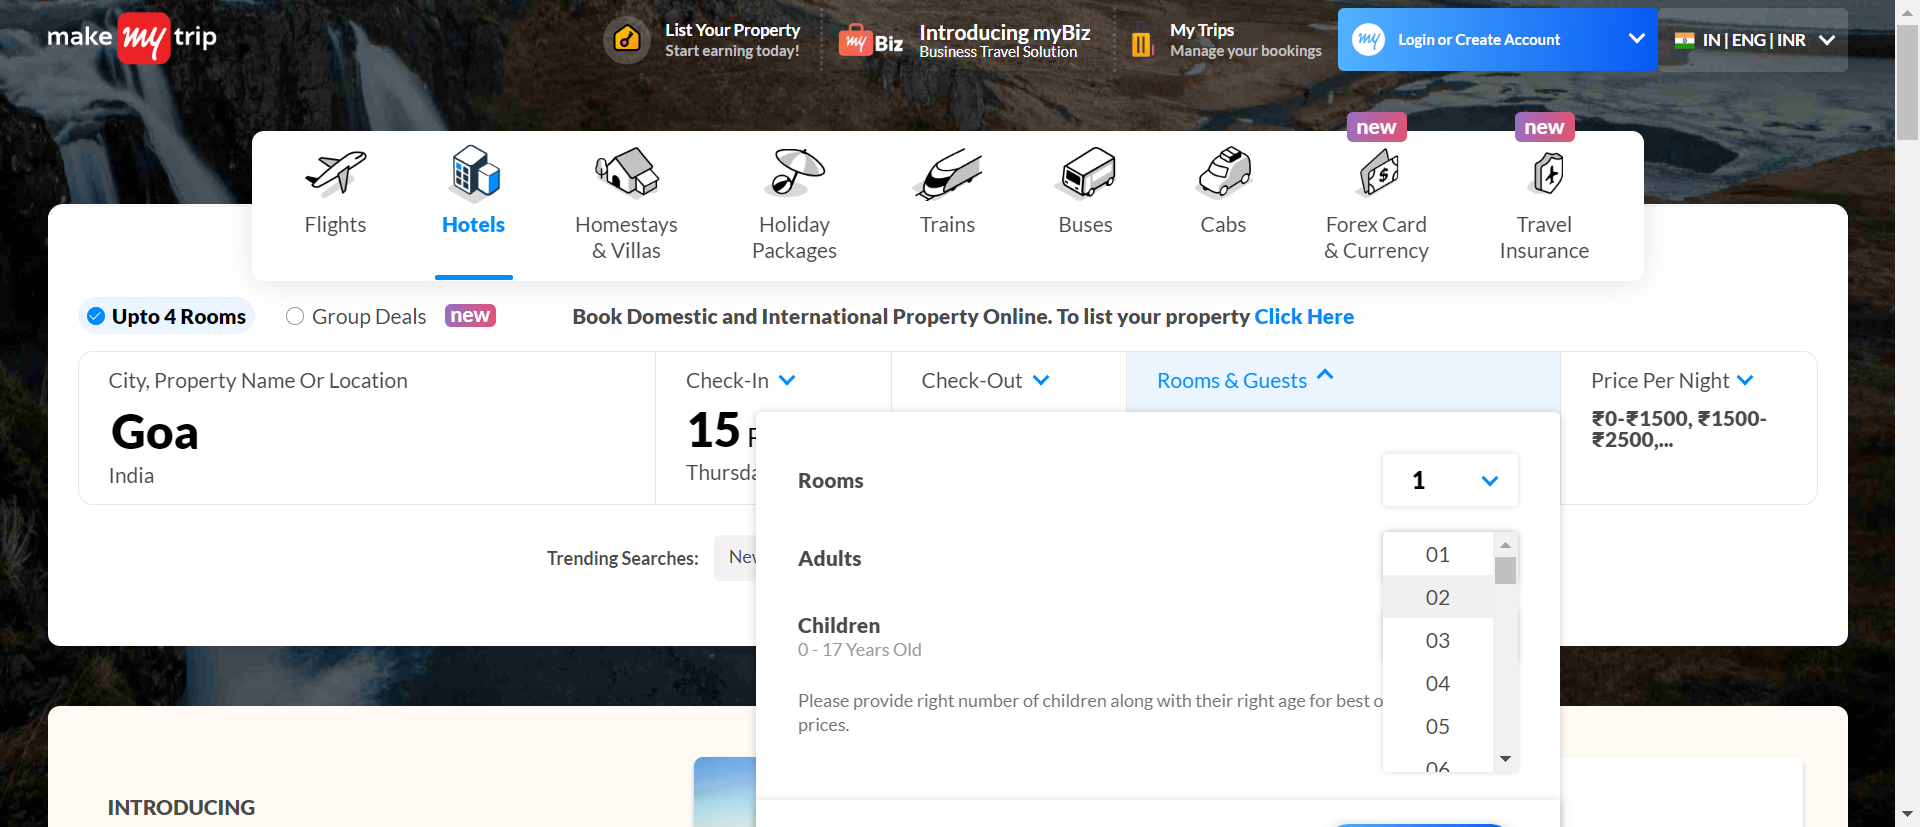 make my trip
List Your Property
Start earning today!
my Biz
Introducing myBiz
Business Travel Solution
My Trips
Manage your bookings
my
Login or Create Account
IN | ENG | INR
new
new
Flights
Hotels
Homestays
& Villas
Holiday
Packages
Trains
Buses
Cabs
Forex Card
& Currency
Travel
Insurance
Upto 4 Rooms
Group Deals
new
Book Domestic and International Property Online. To list your property Click Here
City, Property Name Or Location
Goa
India
Check-In
15
Check-Out
Rooms & Guests
Price Per Night
₹0-₹1500, ₹1500-
₹2500,...
Rooms
1
Adults
01
02
03
04
05
06
Children
0 - 17 Years Old
Please provide right number of children along with their right age for best
prices.
Trending Searches:
INTRODUCING